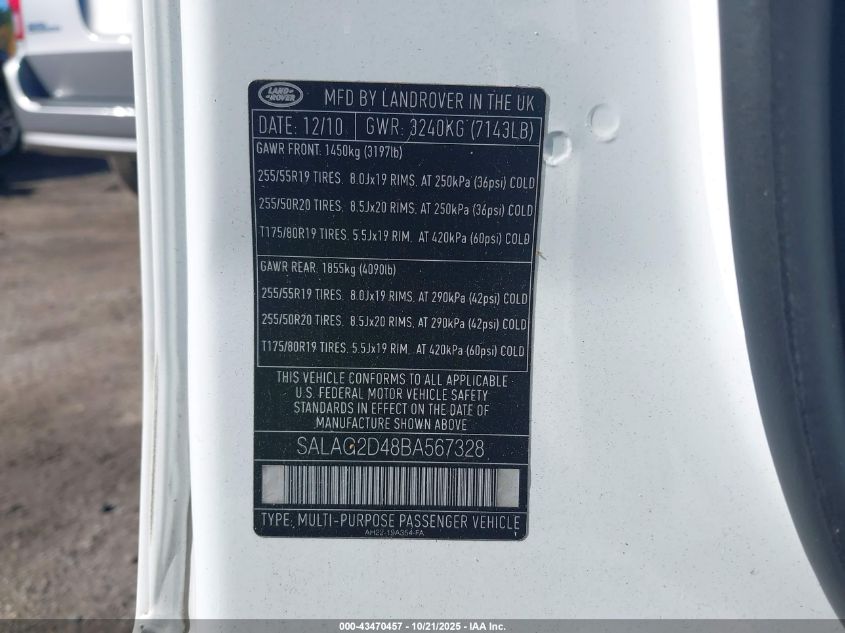 LAND
ROVER
MFD BY LANDROVER IN THE UK
DATE: 12/10 GWR: 3240KG (7143LB)
GAWR FRONT: 1450kg (3197lb)
255/55R19 TIRES. 8.0Jx19 RIMS. AT 250kPa (36psi) COLD
255/50R20 TIRES. 8.5Jx20 RIMS. AT 250kPa (36psi) COLD
T175/80R19 TIRES. 5.5Jx19 RIM. AT 420kPa (60psi) COLD
GAWR REAR: 1855kg (4090lb)
255/55R19 TIRES. 8.0Jx19 RIMS. AT 290kPa (42psi) COLD
255/50R20 TIRES. 8.5Jx20 RIMS. AT 290kPa (42psi) COLD
T175/80R19 TIRES. 5.5Jx19 RIM. AT 420kPa (60psi) COLD
THIS VEHICLE CONFORMS TO ALL APPLICABLE
U.S. FEDERAL MOTOR VEHICLE SAFETY
STANDARDS IN EFFECT ON THE DATE OF
MANUFACTURE SHOWN ABOVE
SALAG2D48BA567328
TYPE: MULTI-PURPOSE PASSENGER VEHICLE
AH22-19A354-FA
000-43470457 - 10/21/2025 - IAA Inc.